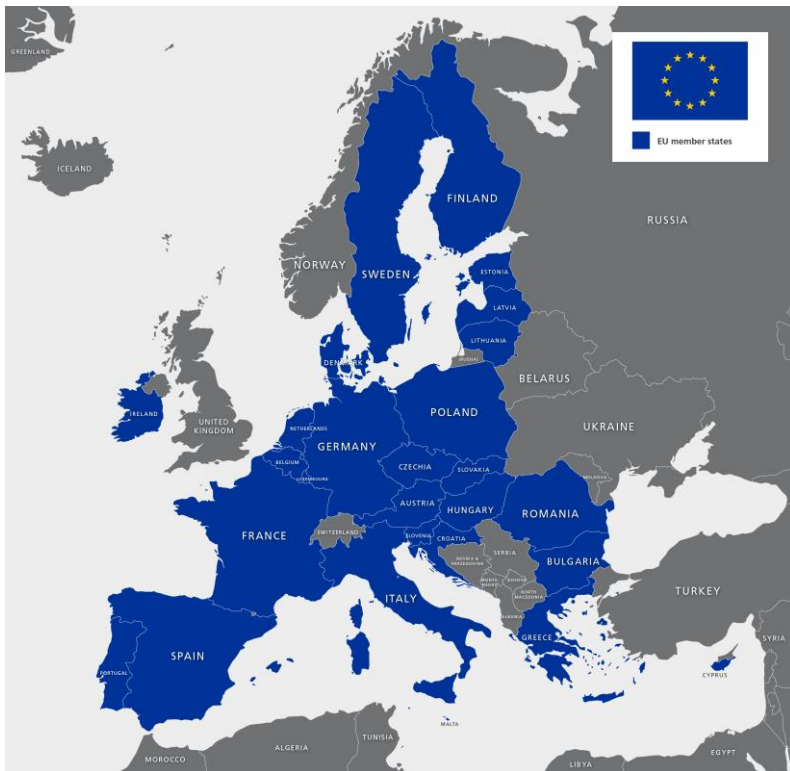 GREENLAND
EU member states
ICELAND
FINLAND
RUSSIA
NORWAY
SWEDEN
ESTONIA
LATVIA
LITHUANIA
(RUSSIA)
DENMARK
BELARUS
IRELAND
UNITED
KINGDOM
POLAND
NETHERLANDS
UKRAINE
GERMANY
BELGIUM
CZECHIA
SLOVAKIA
LUXEMBOURG
MOLDOVA
AUSTRIA
HUNGARY
ROMANIA
FRANCE
SWITZERLAND
SLOVENIA
CROATIA
SERBIA
BOSNIA &
HERZEGOVINA
BULGARIA
MONTE-
NEGRO
KOSOVO
NORTH
MACEDONIA
ITALY
TURKEY
ALBANIA
GREECE
SPAIN
PORTUGAL
SYRIA
CYPRUS
MALTA
TUNISIA
ALGERIA
MOROCCO
LIBYA
EGYPT